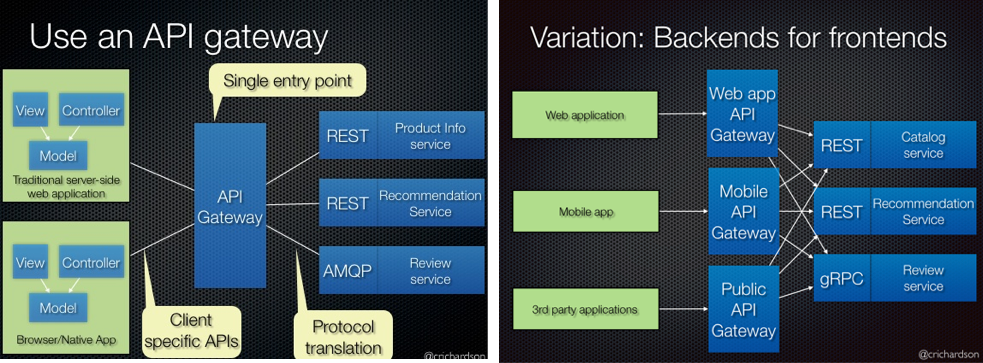 Use an API gateway
Single entry point
View
Controller
Model
Traditional server-side
web application
View
Controller
Model
Browser/Native App
API
Gateway
REST
Product Info
service
REST
Recommendation
Service
AMQP
Review
service
Client
specific APIs
Protocol
translation
@crichardson
Variation: Backends for frontends
Web application
Mobile app
3rd party applications
Web app
API
Gateway
Mobile
API
Gateway
Public
API
Gateway
REST
Catalog
service
REST
Recommendation
Service
gRPC
Review
service
@crichardson